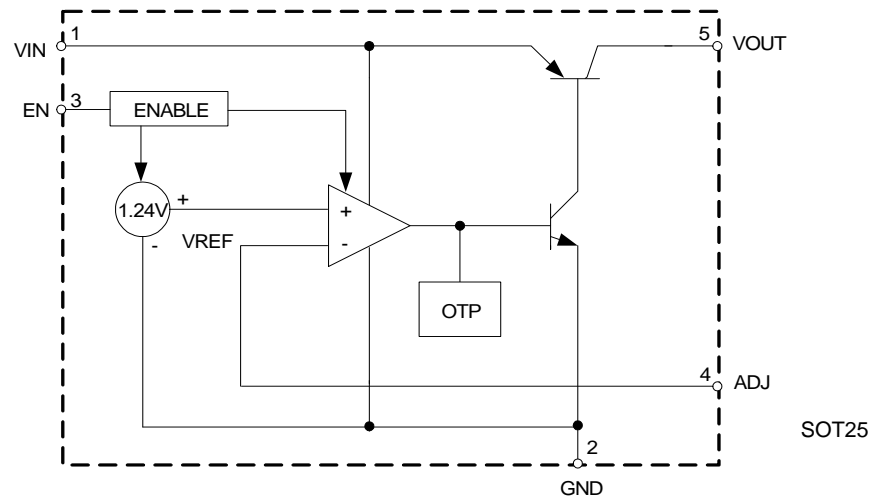 1
5
VIN
VOUT
3
EN
ENABLE
1.24V
+
-
VREF
+
-
OTP
4
ADJ
SOT25
2
GND